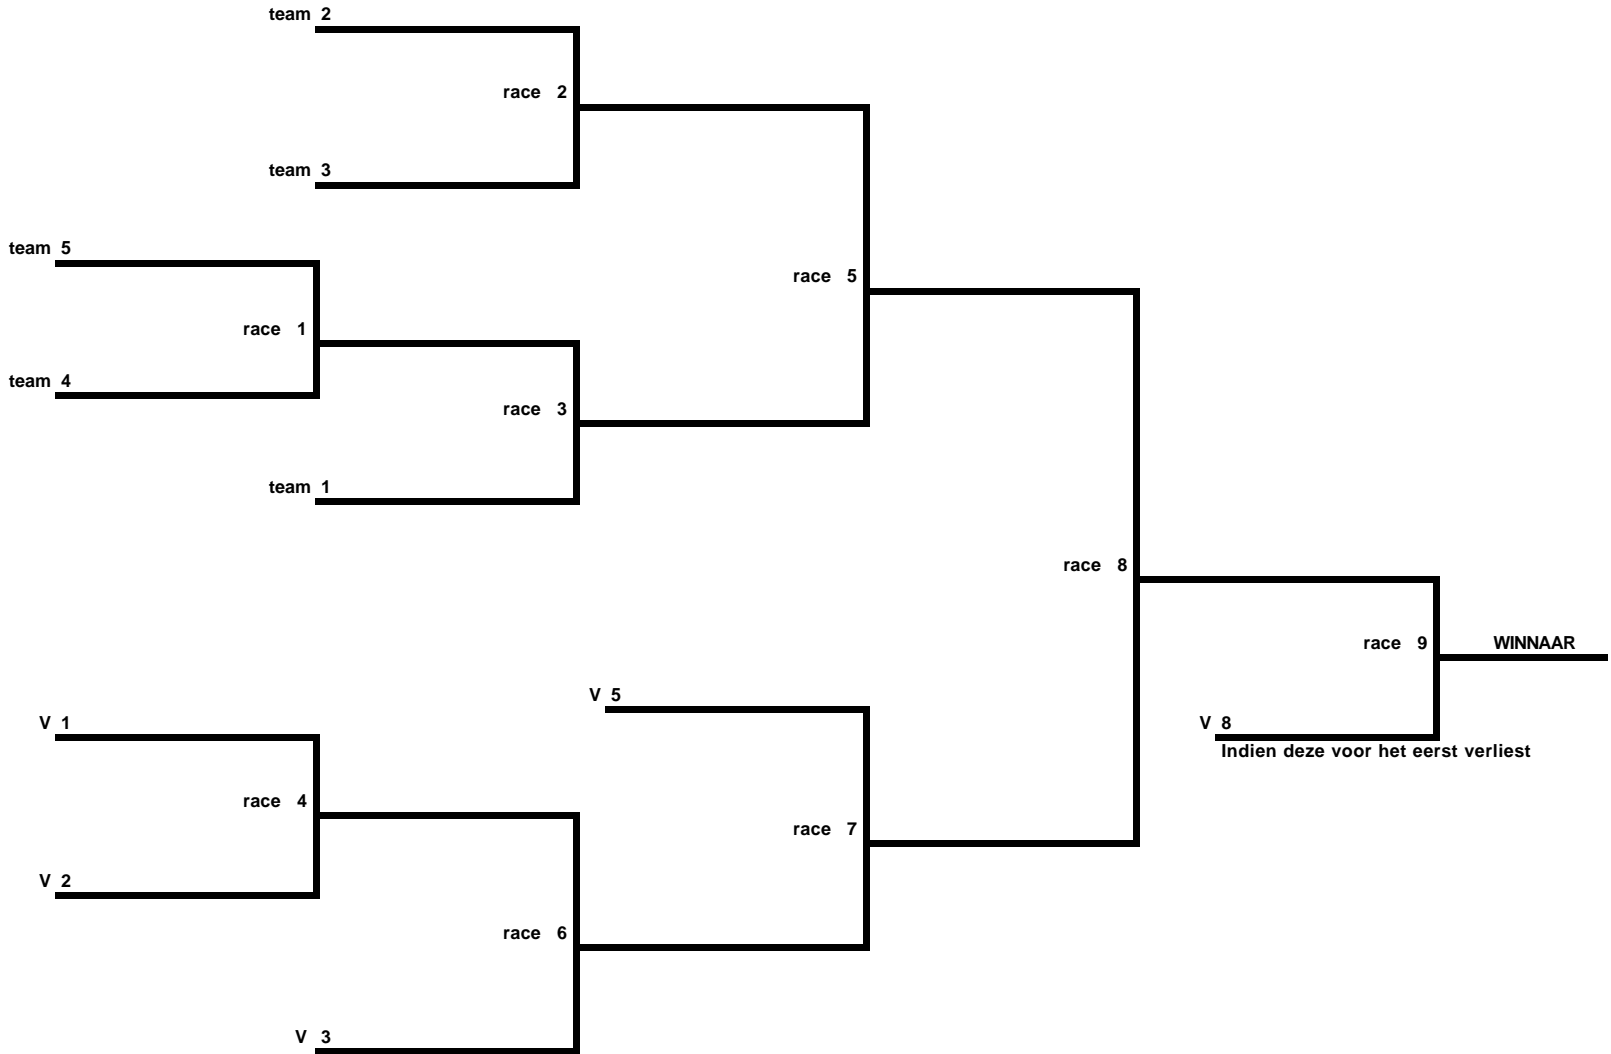 team 2
race 2
team 3
team 5
race 5
race 1
team 4
race 3
team 1
race 8
race 9 WINNAAR
V 5
V 1
V 8
Indien deze voor het eerst verliest
race 4
race 7
V 2
race 6
V 3